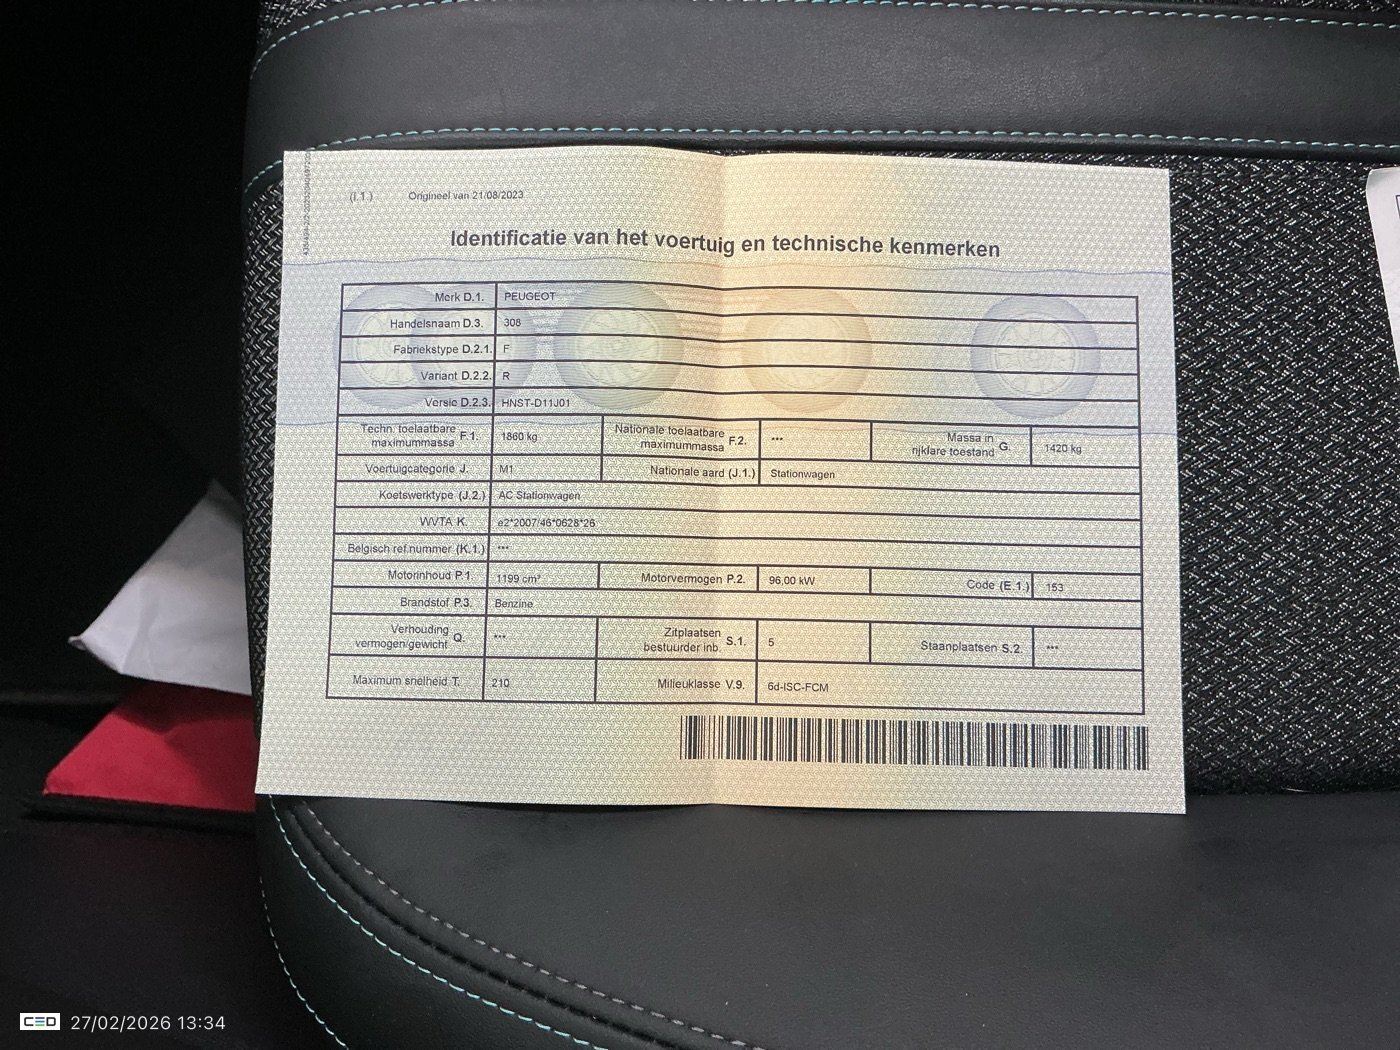 (I.1.) Origineel van 21/08/2023
Identificatie van het voertuig en technische kenmerken
Merk D.1. PEUGEOT
Handelsnaam D.3. 308
Fabriekstype D.2.1. F
Variant D.2.2. R
Versie D.2.3. HNST-D11J01
Techn. toelaatbare maximummassa F.1. 1860 kg Nationale toelaatbare maximummassa F.2. *** Massa in rijklare toestand G. 1420 kg
Voertuigcategorie J. M1 Nationale aard (J.1.) Stationwagen
Koetswerktype (J.2.) AC Stationwagen
WVTA K. e2*2007/46*0628*26
Belgisch ref.nummer (K.1.) ***
Motorinhoud P.1. 1199 cm³ Motorvermogen P.2. 96,00 kW Code (E.1.) 153
Brandstof P.3. Benzine
Verhouding vermogen/gewicht Q. *** Zitplaatsen bestuurder inb. S.1. 5 Staanplaatsen S.2. ***
Maximum snelheid T. 210 Milieuklasse V.9. 6d-ISC-FCM
CED 27/02/2026 13:34